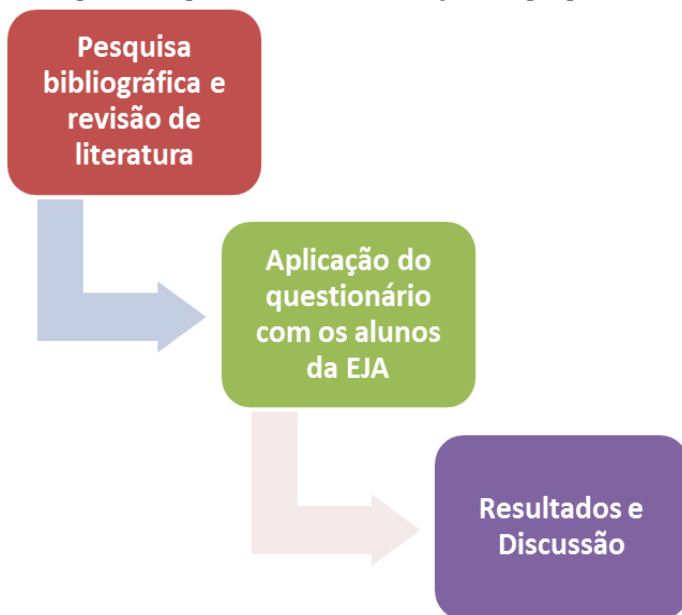 Pesquisa
bibliográfica e
revisão de
literatura
Aplicação do
questionário
com os alunos
da EJA
Resultados e
Discussão